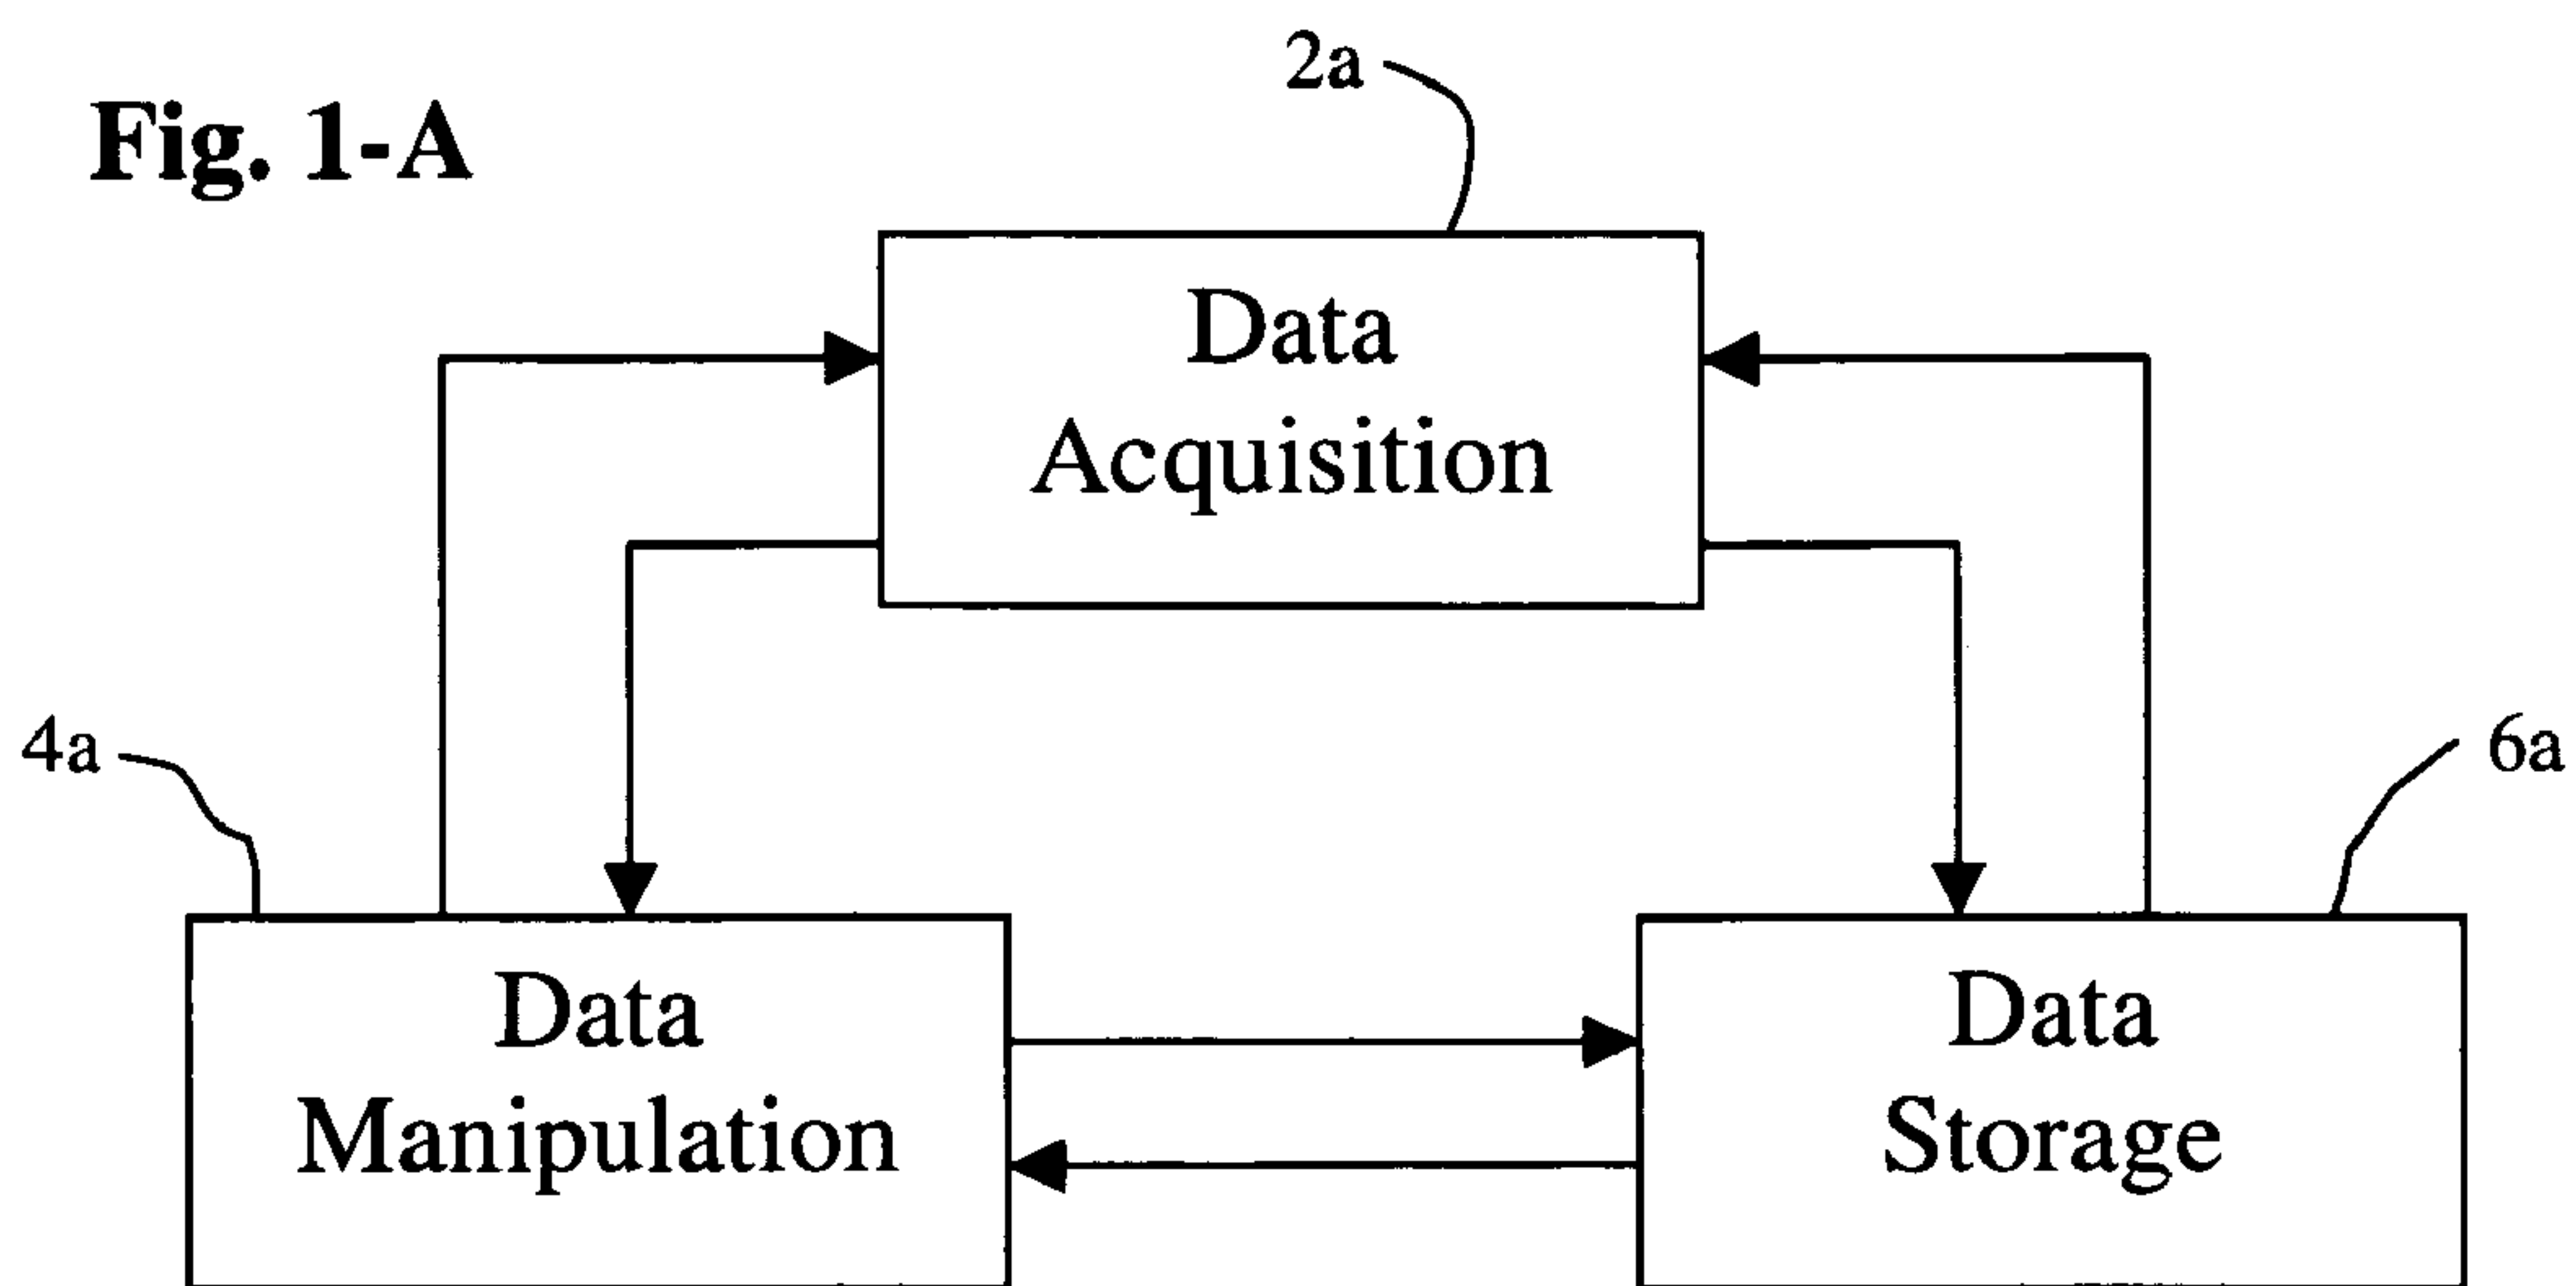 2a
Fig. 1-A
Data
Acquisition
4a
6a
Data
Manipulation
Data
Storage